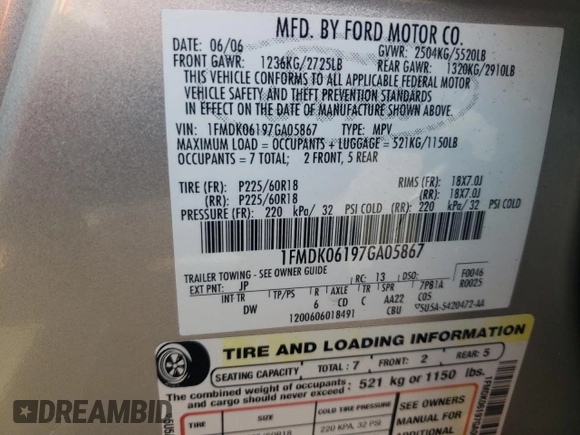 MFD. BY FORD MOTOR CO.
DATE: 06/06 GVWR: 2504KG/5520LB
FRONT GAWR: 1236KG/2725LB REAR GAWR: 1320KG/2910LB
THIS VEHICLE CONFORMS TO ALL APPLICABLE FEDERAL MOTOR
VEHICLE SAFETY AND THEFT PREVENTION STANDARDS
IN EFFECT ON THE DATE OF MANUFACTURE SHOWN ABOVE.
VIN: 1FMDK06197GA05867 TYPE: MPV
MAXIMUM LOAD = OCCUPANTS + LUGGAGE = 521KG/1150LB
OCCUPANTS = 7 TOTAL; 2 FRONT, 5 REAR
TIRE (FR): P225/60R18 RIMS (FR): 18X7.0J
(RR): P225/60R18 (RR): 18X7.0J
PRESSURE (FR): 220 kPa/ 32 PSI COLD (RR): 220 kPa/ 32 PSI COLD
1FMDK06197GA05867
TRAILER TOWING - SEE OWNER GUIDE
EXT PNT: JP RC: 13 DSO: F0046
INT TR TP/PS R AXLE TR SPR 7P81A R0025
DW 6 CD C AA22 C05
1200606018491 CBU 5U5A-5420472-AA
TIRE AND LOADING INFORMATION
SEATING CAPACITY TOTAL: 7 FRONT: 2 REAR: 5
The combined weight of occupants
and cargo should never exceed: 521 kg or 1150 lbs.
TIRE SIZE COLD TIRE PRESSURE SEE OWNERS
MANUAL FOR
220 KPA, 32 PSI ADDITIONAL
DREAMBID